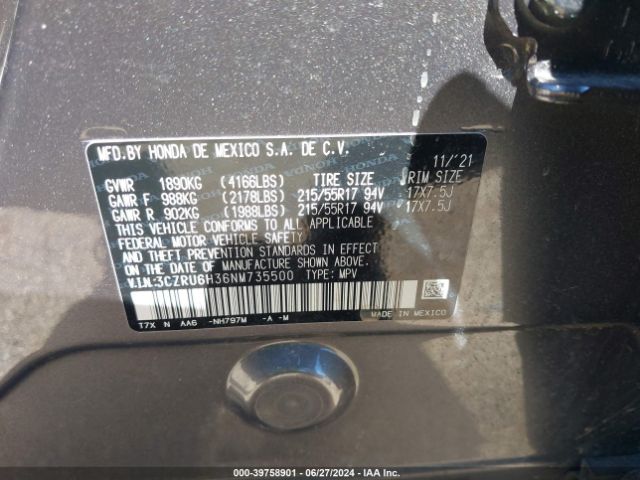 MFD.BY HONDA DE MEXICO S.A. DE C.V. 11/'21
GVWR 1890KG (4166LBS) TIRE SIZE RIM SIZE
GAWR F 988KG (2178LBS) 215/55R17 94V 17X7.5J
GAWR R 902KG (1988LBS) 215/55R17 94V 17X7.5J
THIS VEHICLE CONFORMS TO ALL APPLICABLE
FEDERAL MOTOR VEHICLE SAFETY
AND THEFT PREVENTION STANDARDS IN EFFECT
ON THE DATE OF MANUFACTURE SHOWN ABOVE.
V.I.N.:3CZRU6H36NM735500 TYPE: MPV
T7X N AA6 -NH797M -A -M MADE IN MEXICO
000-39758901 - 06/27/2024 - IAA Inc.